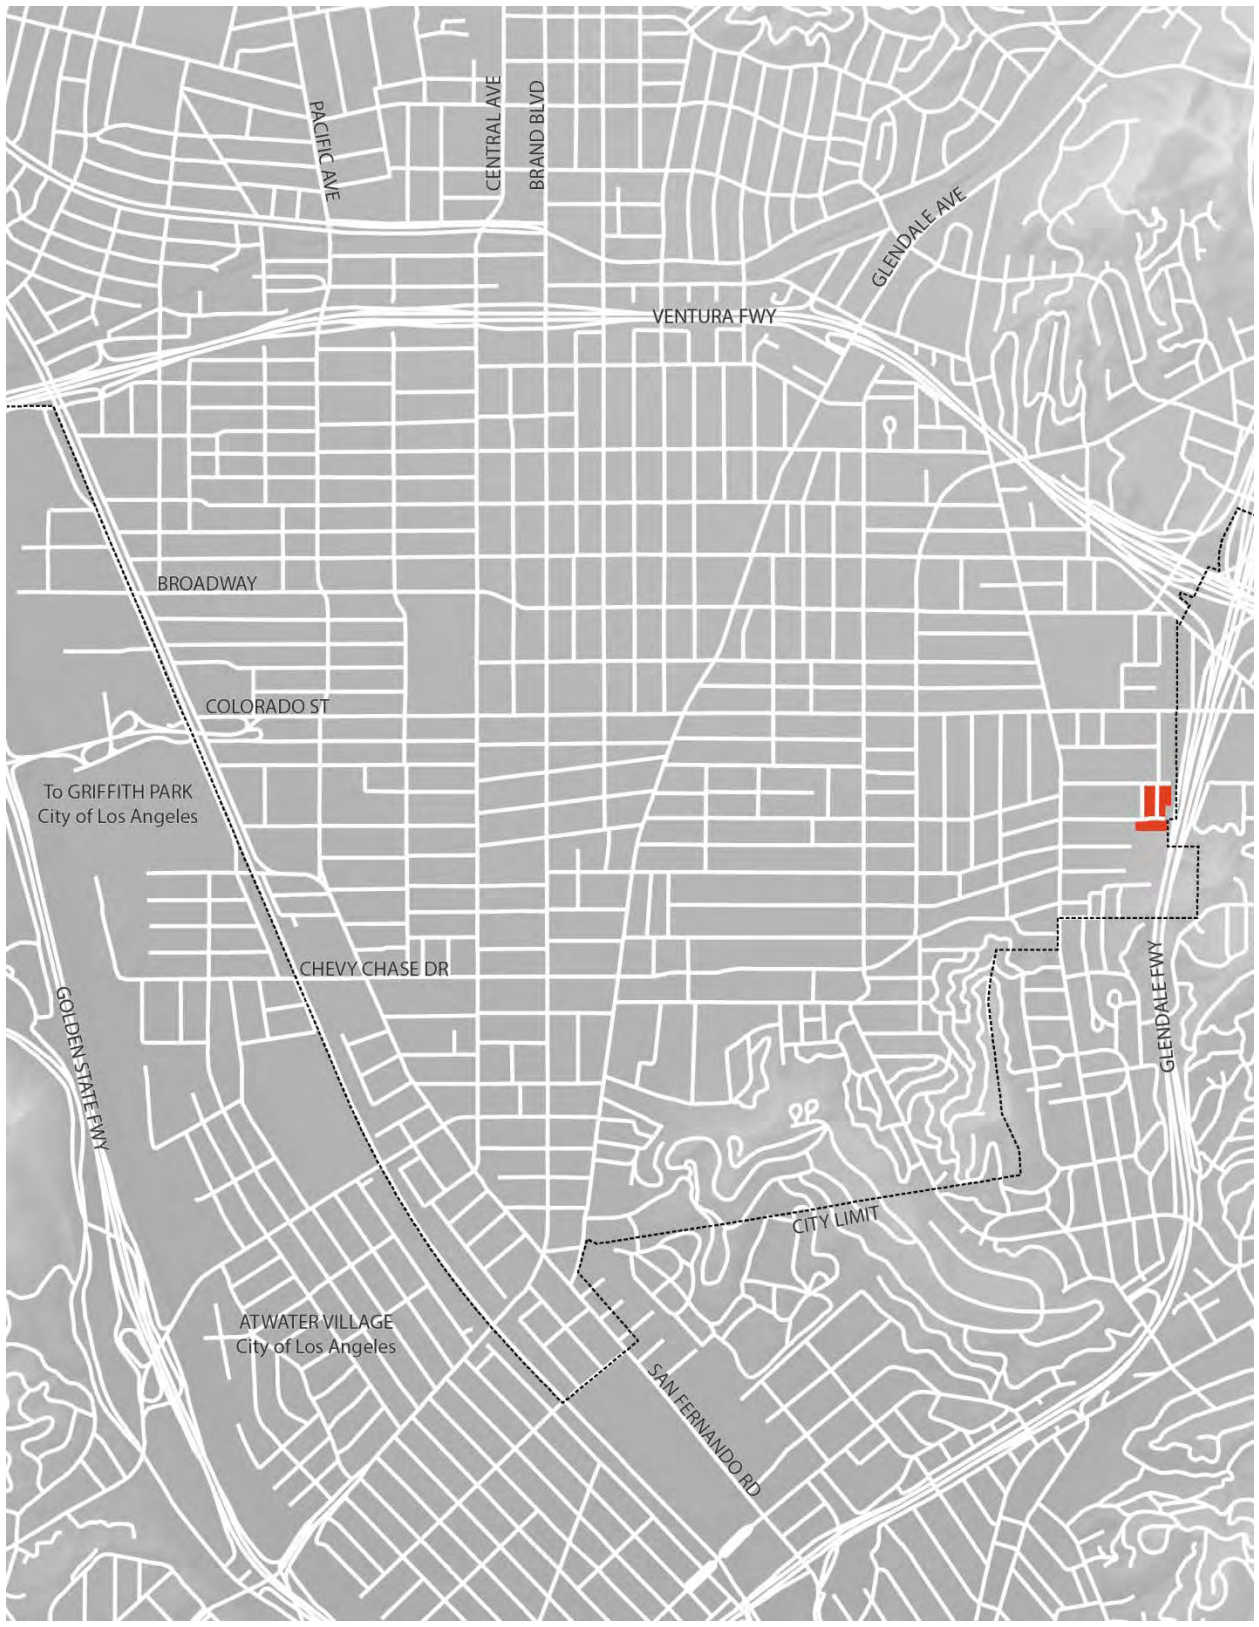 PACIFIC AVE
CENTRAL AVE
BRAND BLVD
GLENDALE AVE
VENTURA FWY
BROADWAY
COLORADO ST
To GRIFFITH PARK
City of Los Angeles
CHEVY CHASE DR
GOLDEN STATE FWY
GLENDALE FWY
CITY LIMIT
ATWATER VILLAGE
City of Los Angeles
SAN FERNANDO RD